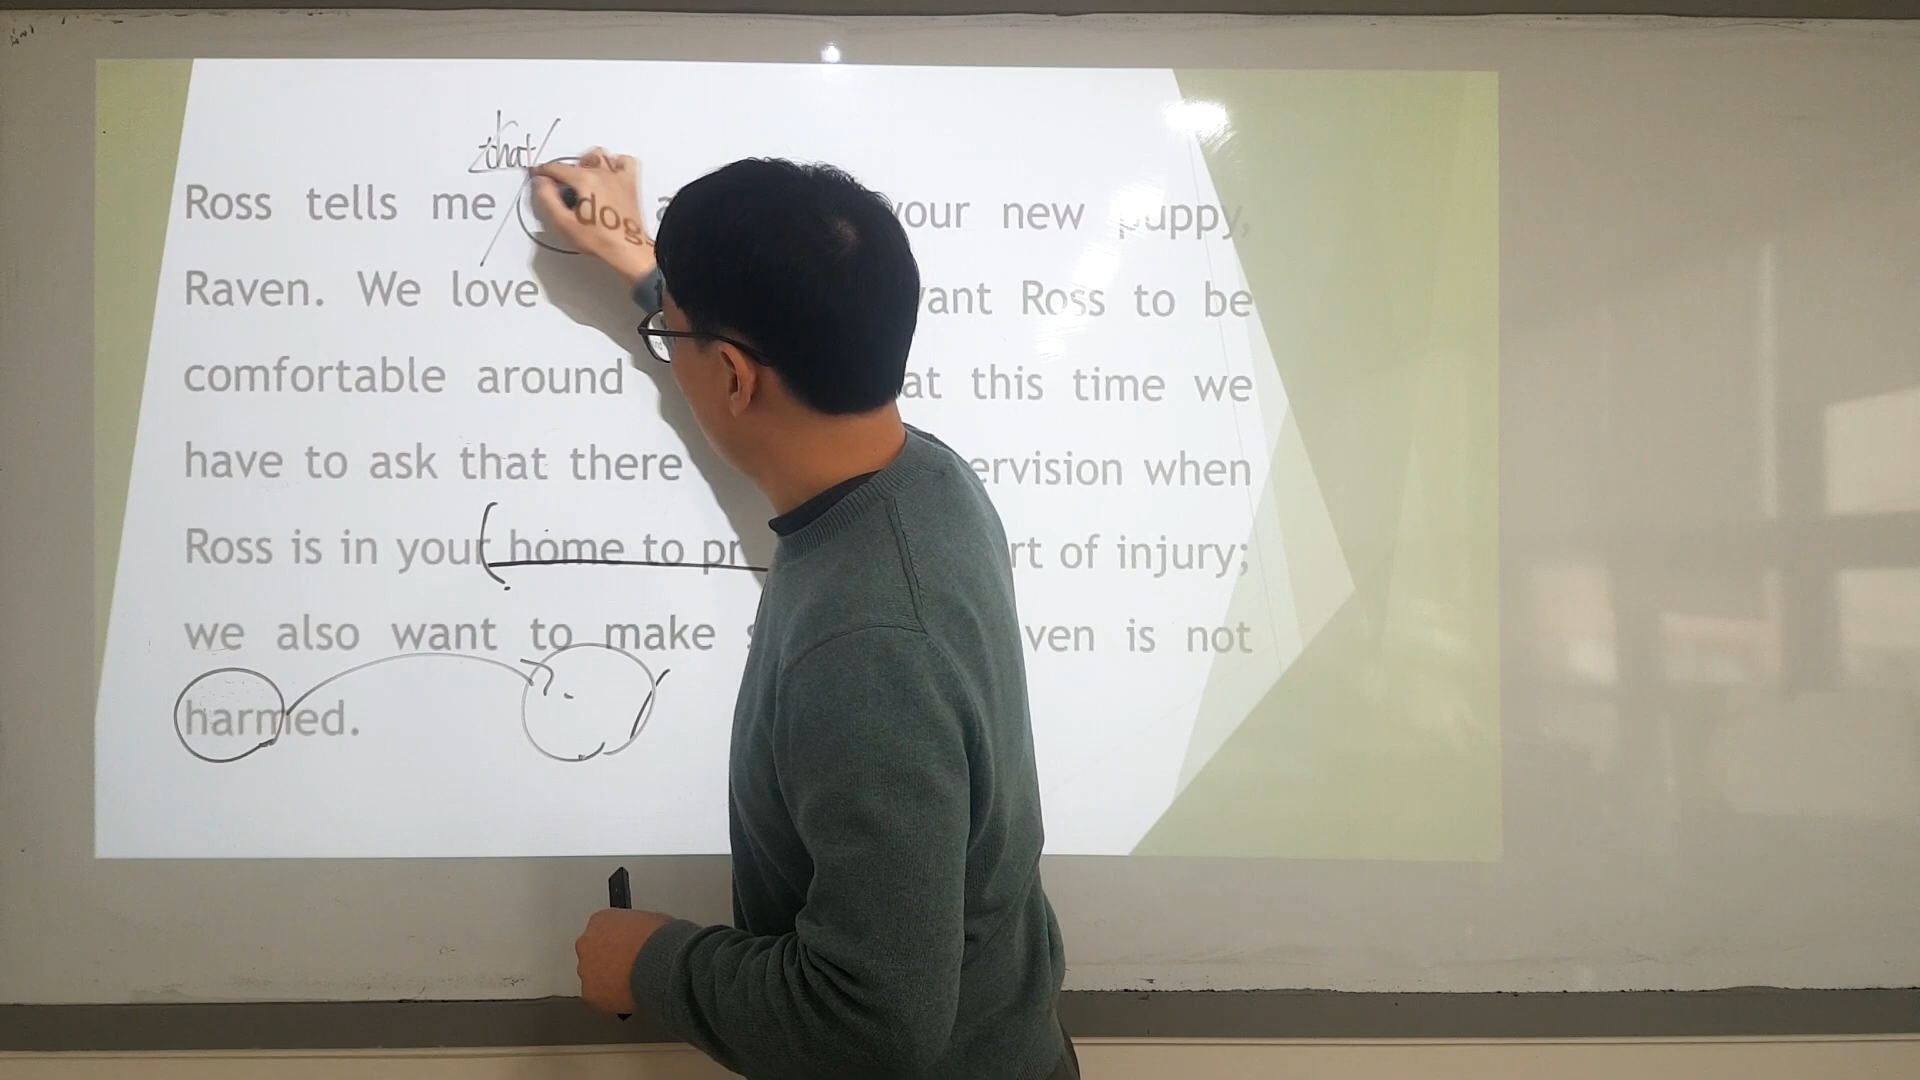 that
Ross tells me dog your new puppy,
Raven. We love want Ross to be
comfortable around at this time we
have to ask that there ervision when
Ross is in your home to pr rt of injury;
we also want to make ven is not
harmed.